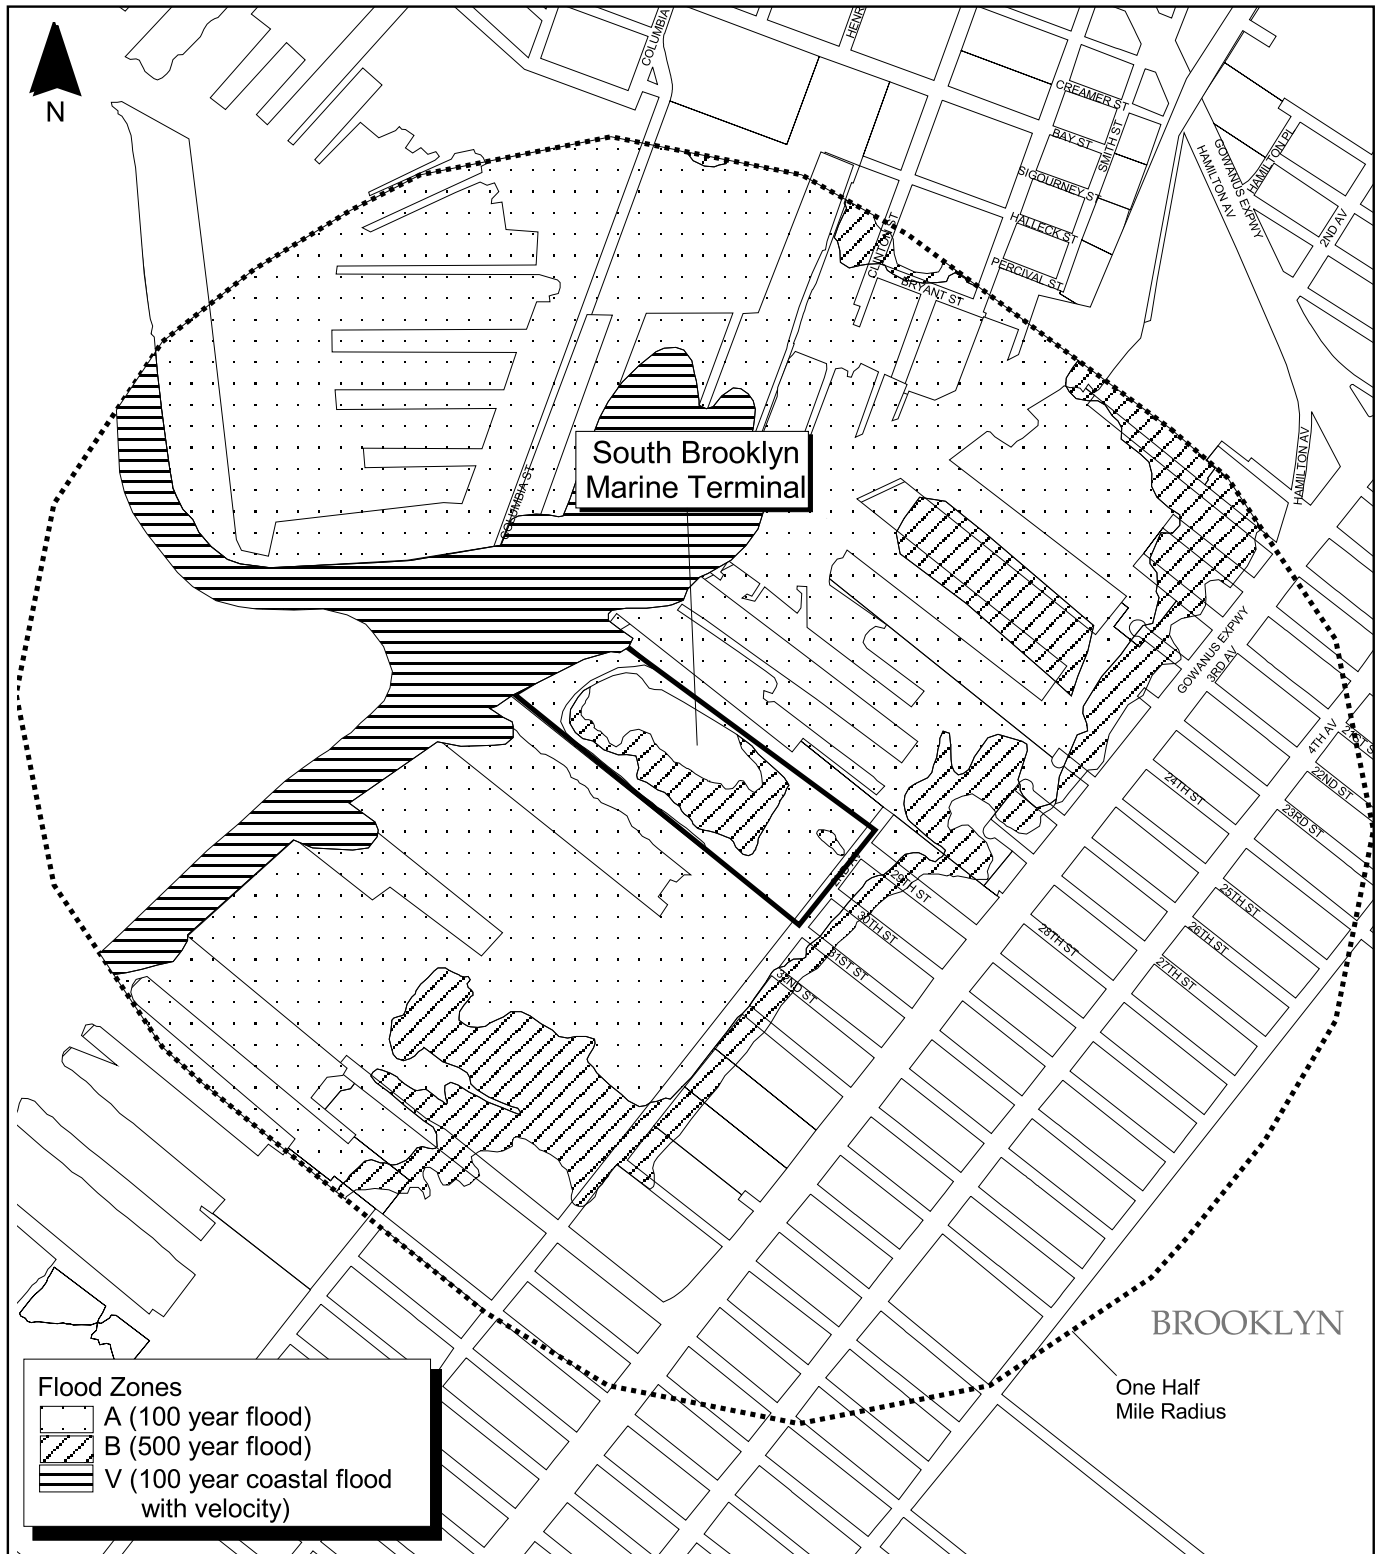 COLUMBIA
HENR
N
CREAMER ST
BAY ST
SMITH ST
SIGOURNEY ST
HALLECK ST
PERCIVAL ST
CLINTON ST
BRYANT ST
GOWANUS EXPWY
HAMILTON AV
HAMILTON PL
2ND AV
HAMILTON AV
South Brooklyn
Marine Terminal
COLUMBIA ST
GOWANUS EXPWY
3RD AV
4TH AV
21ST S
22ND ST
23RD ST
24TH ST
25TH ST
26TH ST
27TH ST
28TH ST
29TH ST
30TH ST
31ST ST
32ND ST
BROOKLYN
One Half
Mile Radius
Flood Zones
A (100 year flood)
B (500 year flood)
V (100 year coastal flood
with velocity)